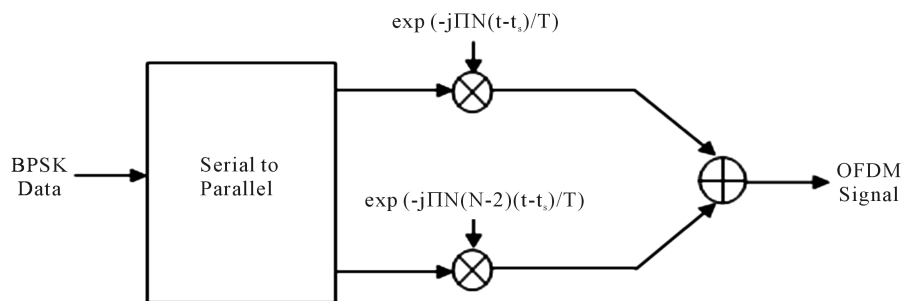 exp (-jΠN(t-tₛ)/T)
BPSK
Data
Serial to
Parallel
OFDM
Signal
exp (-jΠN(N-2)(t-tₛ)/T)